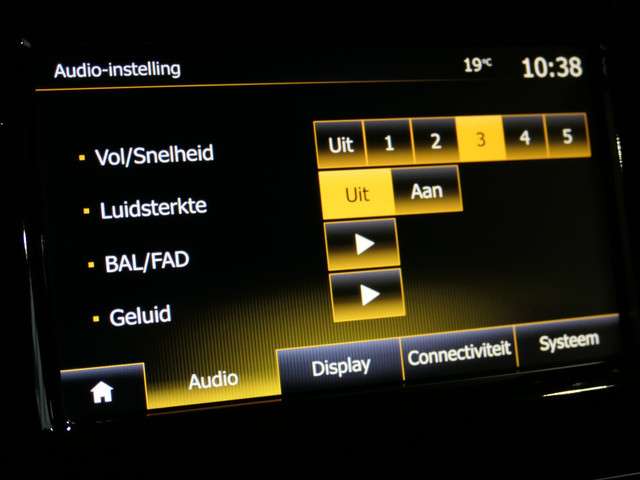 Audio-instelling 19°C 10:38
Vol/Snelheid Uit 1 2 3 4 5
Luidsterkte Uit Aan
BAL/FAD
Geluid
Audio Display Connectiviteit Systeem